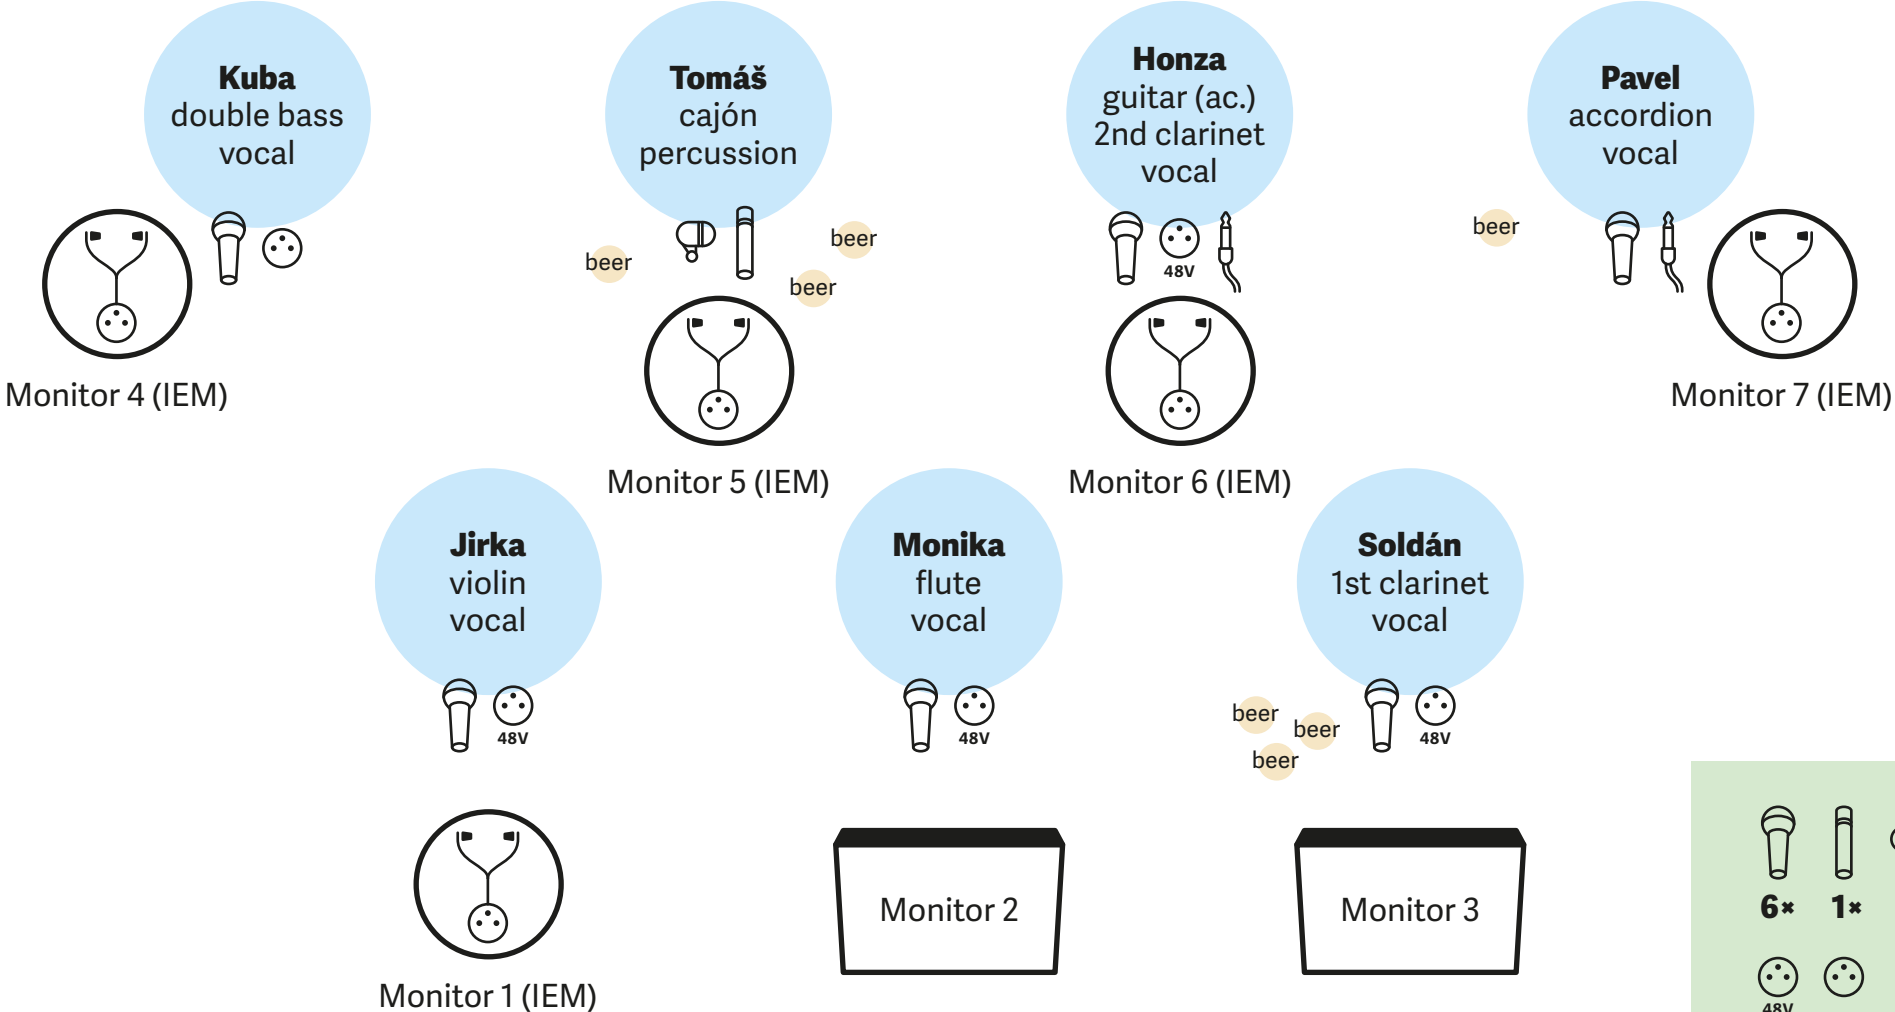 Kuba
double bass
vocal
Tomáš
cajón
percussion
Honza
guitar (ac.)
2nd clarinet
vocal
Pavel
accordion
vocal
beer
beer
beer
48V
beer
Monitor 4 (IEM)
Monitor 5 (IEM)
Monitor 6 (IEM)
Monitor 7 (IEM)
Jirka
violin
vocal
Monika
flute
vocal
Soldán
1st clarinet
vocal
48V
48V
beer
beer
beer
48V
Monitor 1 (IEM)
Monitor 2
Monitor 3
6×
1×
48V